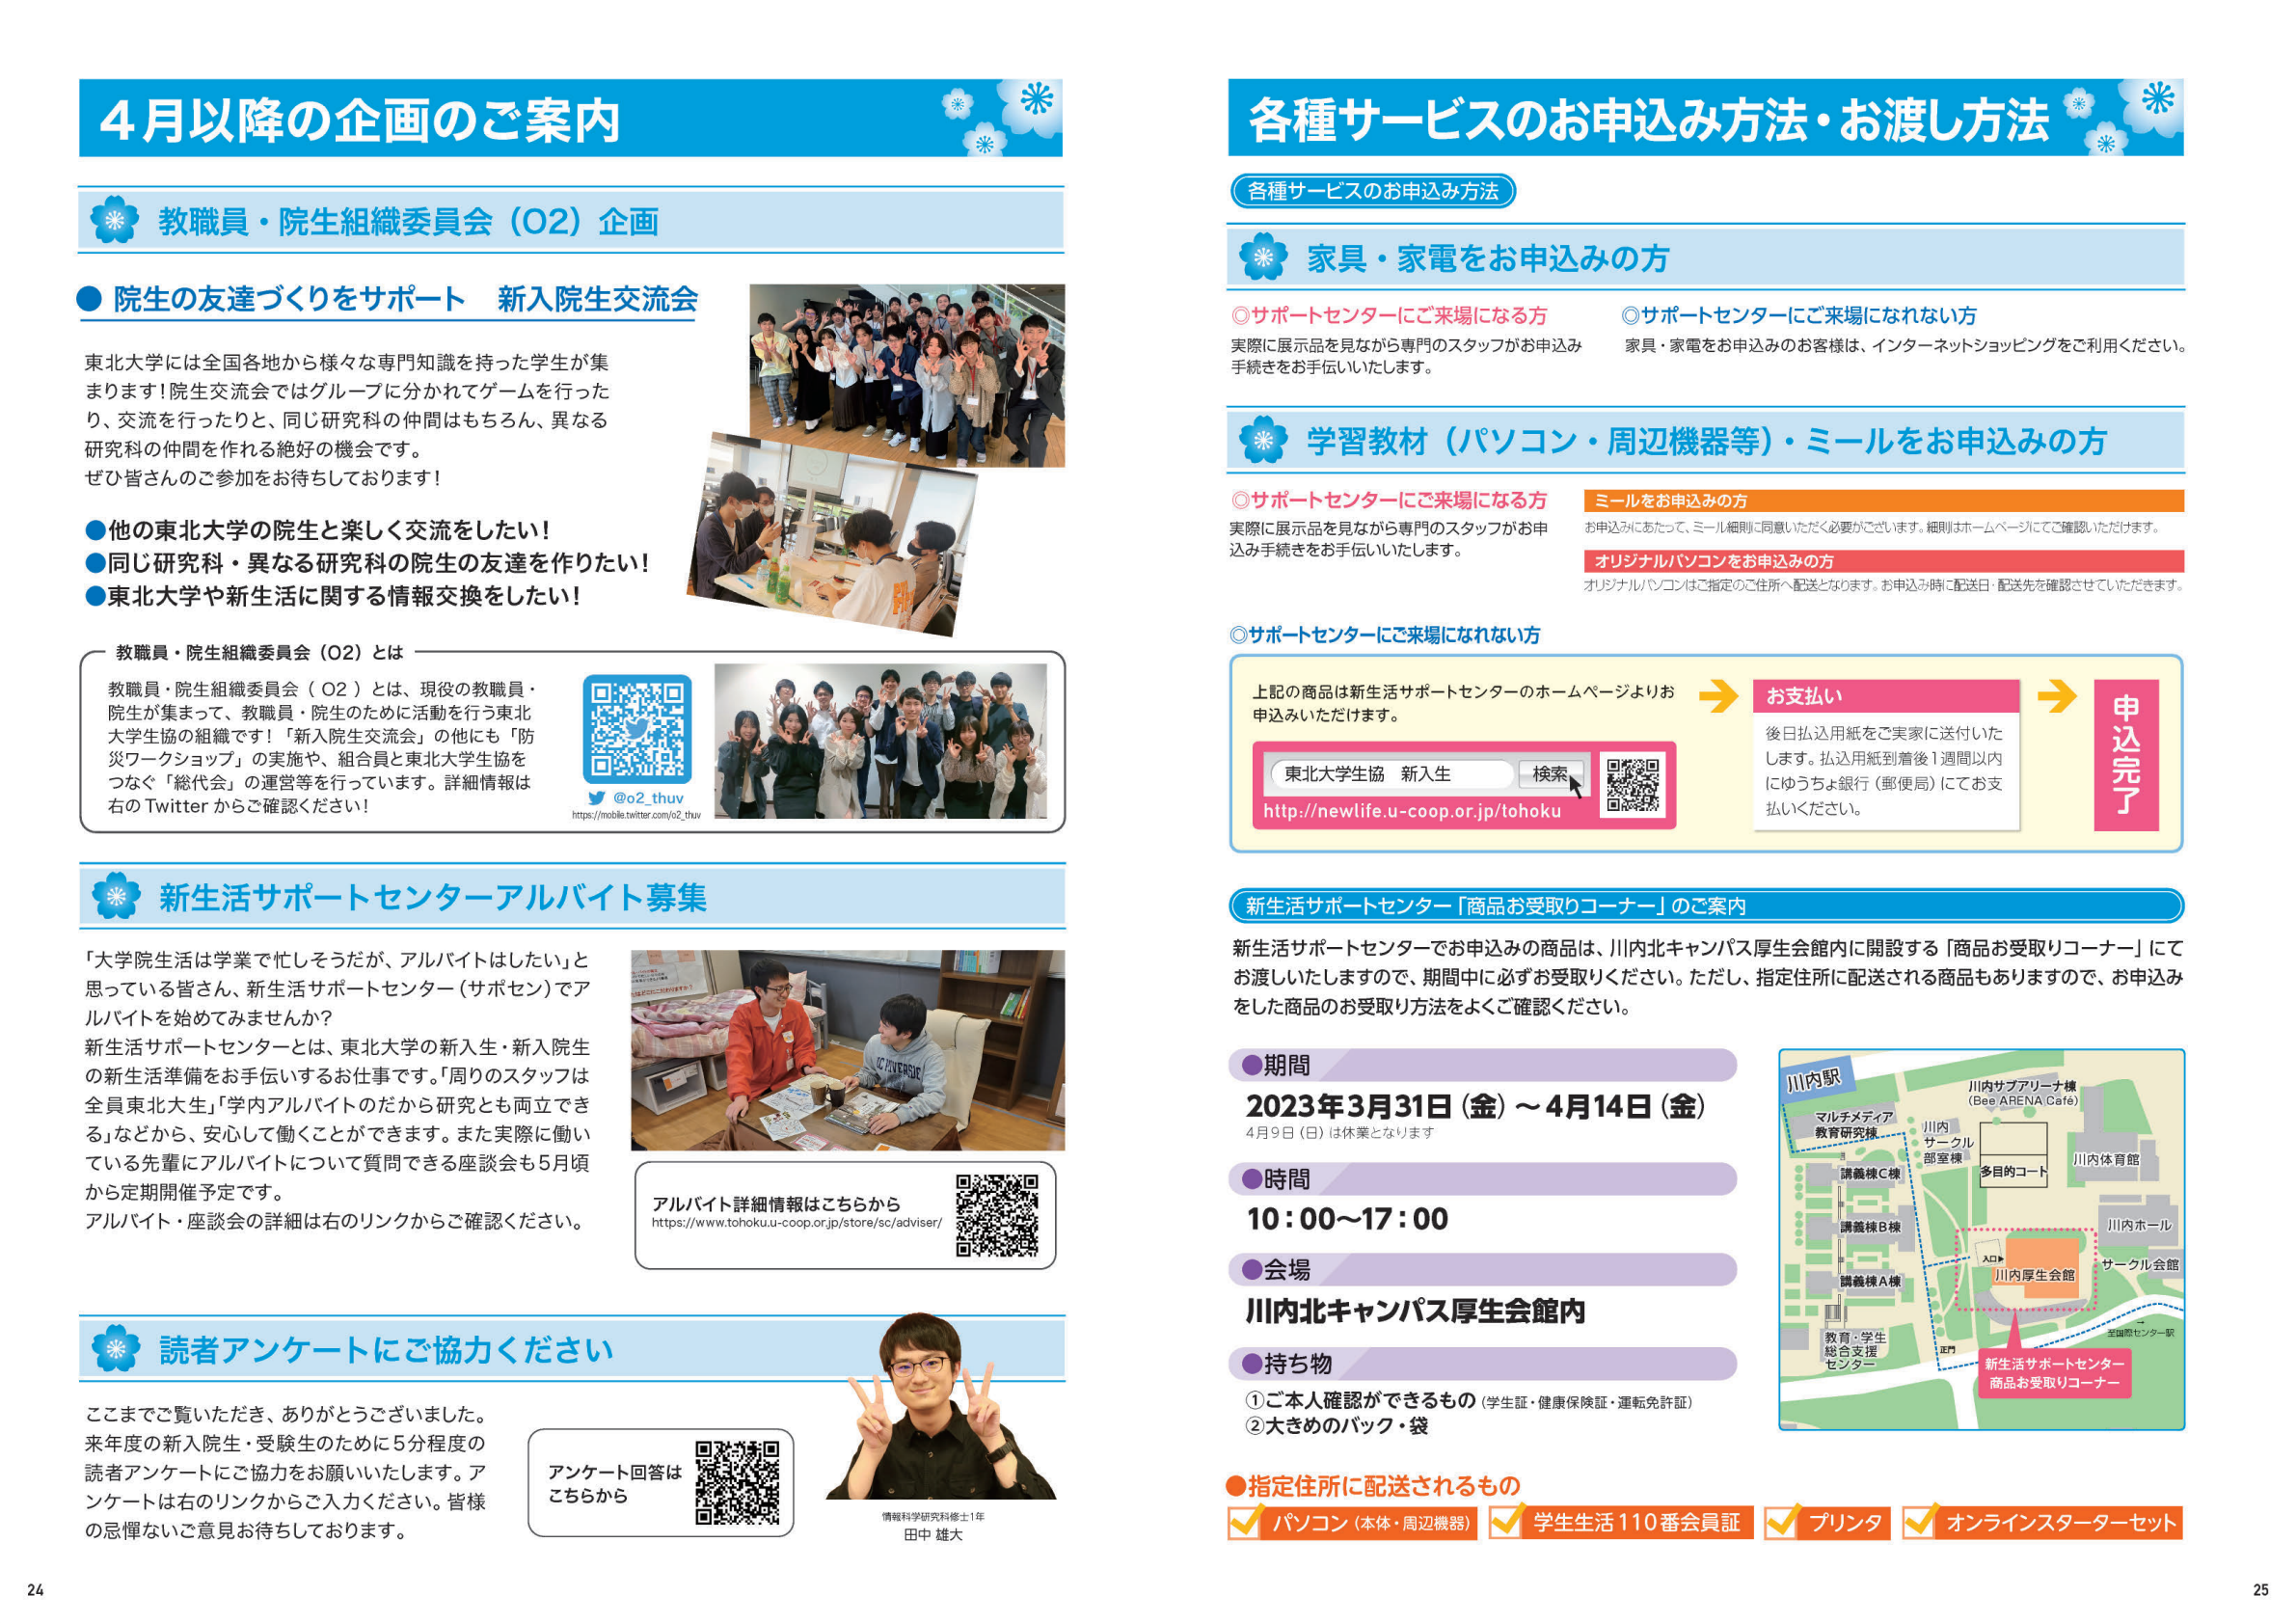 4月以降の企画のご案内
教職員・院生組織委員会（O2）企画
● 院生の友達づくりをサポート　新入院生交流会
東北大学には全国各地から様々な専門知識を持った学生が集
まります！院生交流会ではグループに分かれてゲームを行った
り、交流を行ったりと、同じ研究科の仲間はもちろん、異なる
研究科の仲間を作れる絶好の機会です。
ぜひ皆さんのご参加をお待ちしております！
●他の東北大学の院生と楽しく交流をしたい！
●同じ研究科・異なる研究科の院生の友達を作りたい！
●東北大学や新生活に関する情報交換をしたい！
教職員・院生組織委員会（O2）とは
教職員・院生組織委員会（ O2 ）とは、現役の教職員・
院生が集まって、教職員・院生のために活動を行う東北
大学生協の組織です！「新入院生交流会」の他にも「防
災ワークショップ」の実施や、組合員と東北大学生協を
つなぐ「総代会」の運営等を行っています。詳細情報は
右の Twitter からご確認ください！
@o2_thuv
https://mobile.twitter.com/o2_thuv
新生活サポートセンターアルバイト募集
「大学院生活は学業で忙しそうだが、アルバイトはしたい」と
思っている皆さん、新生活サポートセンター（サポセン）でア
ルバイトを始めてみませんか？
新生活サポートセンターとは、東北大学の新入生・新入院生
の新生活準備をお手伝いするお仕事です。「周りのスタッフは
全員東北大生」「学内アルバイトのだから研究とも両立でき
る」などから、安心して働くことができます。また実際に働い
ている先輩にアルバイトについて質問できる座談会も5月頃
から定期開催予定です。
アルバイト・座談会の詳細は右のリンクからご確認ください。
アルバイト詳細情報はこちらから
https://www.tohoku.u-coop.or.jp/store/sc/adviser/
読者アンケートにご協力ください
ここまでご覧いただき、ありがとうございました。
来年度の新入院生・受験生のために5分程度の
読者アンケートにご協力をお願いいたします。ア
ンケートは右のリンクからご入力ください。皆様
の忌憚ないご意見お待ちしております。
アンケート回答は
こちらから
情報科学研究科修士1年
田中 雄大
24
各種サービスのお申込み方法・お渡し方法
各種サービスのお申込み方法
家具・家電をお申込みの方
◎サポートセンターにご来場になる方
実際に展示品を見ながら専門のスタッフがお申込み
手続きをお手伝いいたします。
◎サポートセンターにご来場になれない方
家具・家電をお申込みのお客様は、インターネットショッピングをご利用ください。
学習教材（パソコン・周辺機器等）・ミールをお申込みの方
◎サポートセンターにご来場になる方
実際に展示品を見ながら専門のスタッフがお申
込み手続きをお手伝いいたします。
ミールをお申込みの方
お申込みにあたって、ミール細則に同意いただく必要がございます。細則はホームページにてご確認いただけます。
オリジナルパソコンをお申込みの方
オリジナルパソコンはご指定のご住所へ配送となります。お申込み時に配送日・配送先を確認させていただきます。
◎サポートセンターにご来場になれない方
上記の商品は新生活サポートセンターのホームページよりお
申込みいただけます。
東北大学生協　新入生
検索
http://newlife.u-coop.or.jp/tohoku
お支払い
後日払込用紙をご実家に送付いた
します。払込用紙到着後1週間以内
にゆうちょ銀行（郵便局）にてお支
払いください。
申込完了
新生活サポートセンター「商品お受取りコーナー」のご案内
新生活サポートセンターでお申込みの商品は、川内北キャンパス厚生会館内に開設する「商品お受取りコーナー」にて
お渡しいたしますので、期間中に必ずお受取りください。ただし、指定住所に配送される商品もありますので、お申込み
をした商品のお受取り方法をよくご確認ください。
●期間
2023年3月31日（金）～4月14日（金）
4月9日（日）は休業となります
●時間
10：00～17：00
●会場
川内北キャンパス厚生会館内
●持ち物
①ご本人確認ができるもの（学生証・健康保険証・運転免許証）
②大きめのバック・袋
川内駅
川内サブアリーナ棟
(Bee ARENA Café)
マルチメディア
教育研究棟
川内
サークル
部室棟
多目的コート
川内体育館
講義棟C棟
講義棟B棟
川内ホール
入口
サークル会館
川内厚生会館
講義棟A棟
教育・学生
総合支援
センター
正門
→
至国際センター駅
新生活サポートセンター
商品お受取りコーナー
●指定住所に配送されるもの
パソコン（本体・周辺機器）
学生生活110番会員証
プリンタ
オンラインスターターセット
25